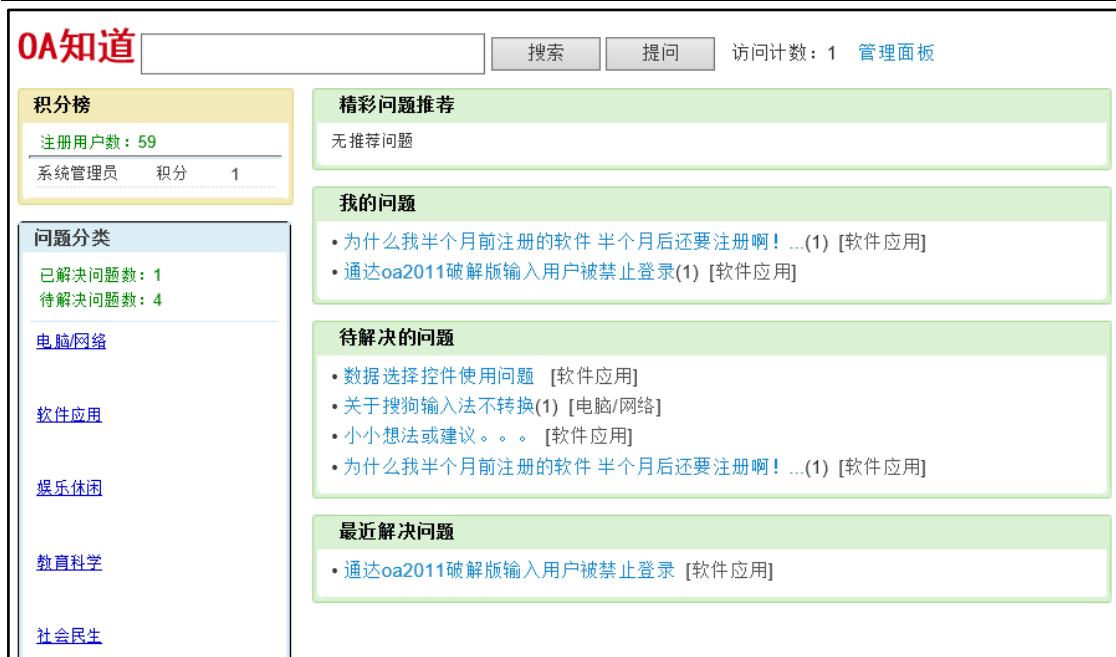 OA知道 搜索 提问 访问计数：1 管理面板
积分榜
注册用户数：59
系统管理员 积分 1
问题分类
已解决问题数：1
待解决问题数：4
电脑/网络
软件应用
娱乐休闲
教育科学
社会民生
精彩问题推荐
无推荐问题
我的问题
• 为什么我半个月前注册的软件 半个月后还要注册啊！...(1) [软件应用]
• 通达oa2011破解版输入用户被禁止登录(1) [软件应用]
待解决的问题
• 数据选择控件使用问题 [软件应用]
• 关于搜狗输入法不转换(1) [电脑/网络]
• 小小想法或建议。。。 [软件应用]
• 为什么我半个月前注册的软件 半个月后还要注册啊！...(1) [软件应用]
最近解决问题
• 通达oa2011破解版输入用户被禁止登录 [软件应用]